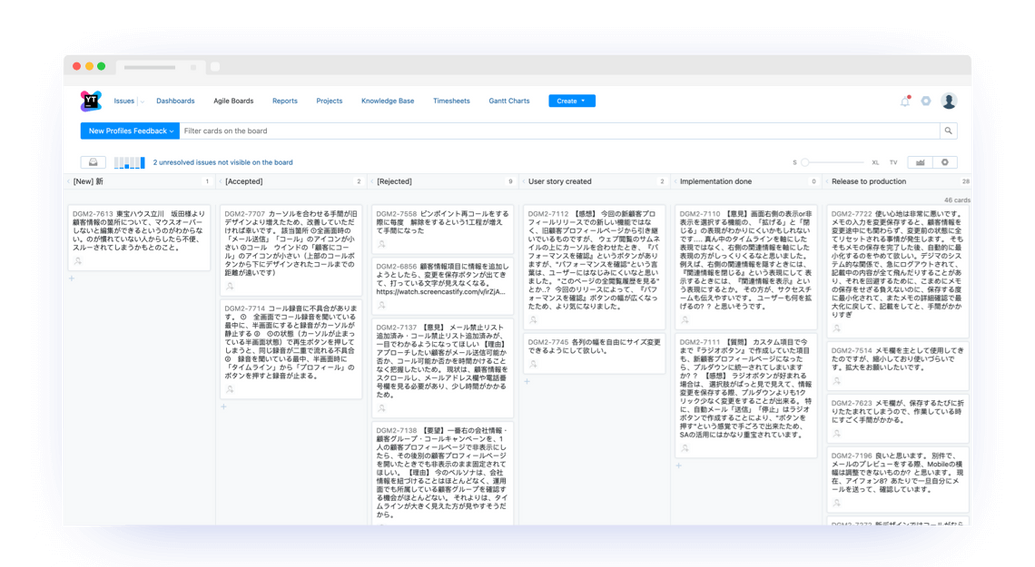 YT
Issues
Dashboards
Agile Boards
Reports
Projects
Knowledge Base
Timesheets
Gantt Charts
Create
New Profiles Feedback
Filter cards on the board
2 unresolved issues not visible on the board
S
XL
TV
[New] 新
1
[Accepted]
2
[Rejected]
9
User story created
2
Implementation done
0
Release to production
28
46 cards
DGM2-7613 東宝ハウス立川 坂田様より
顧客情報の箇所について、マウスオーバー
しないと編集ができるというのがわからな
い。のが慣れていない人からしたら不便、
スルーされてしまうかもとのこと。
DGM2-7707 カーソルを合わせる手間が旧
デザインより増えたため、改善していただ
ければ幸いです。 該当箇所 ①全画面時の
「メール送信」「コール」のアイコンが小
さい ②コール ウインドの「顧客にコー
ル」のアイコンが小さい（上部のコールボ
タンから下にデザインされたコールまでの
距離が遠いです）
DGM2-7714 コール録音に不具合がありま
す。 ① 全画面でコール録音を聞いている
最中に、半画面にすると録音がカーソルが
静止する ② ①の状態（カーソルが止まっ
ている半画面状態）で再生ボタンを押して
しまうと、同じ録音が二重で流れる不具合
③ 録音を聞いている最中、半画面時に
「タイムライン」から「プロフィール」の
ボタンを押すと録音が止まる。
DGM2-7558 ピンポイント再コールをする
際に毎度 解除をするという1工程が増え
て手間になった
DGM2-6856 顧客情報項目に情報を追加し
ようとしたら、変更を保存ボタンが出てき
て、打っている文字が見えなくなる。
https://watch.screencastify.com/v/irZjA...
DGM2-7137 【意見】 メール禁止リスト
追加済み・コール禁止リスト追加済みが、
一目でわかるようになってほしい 【理由】
アプローチしたい顧客がメール送信可能か
否か、コール可能か否かを時間かけること
なく把握したいため。 現状は、顧客情報を
スクロールし、メールアドレス欄や電話番
号欄を見る必要があり、少し時間がかかる
ため。
DGM2-7138 【要望】一番右の会社情報・
顧客グループ・コールキャンペーンを、1
人の顧客プロフィールページで非表示にし
たら、その後別の顧客プロフィールページ
を開いたときでも非表示のまま固定されて
ほしい。 【理由】 今のペルソナは、会社
情報を紐づけることはほとんどなく、運用
面でも所属している顧客グループを確認す
る機会がほとんどない。 それよりは、タイ
ムラインが大きく見えた方が見やすそうだ
から。
DGM2-7112 【感想】 今回の新顧客プロ
フィールリリースでの新しい機能ではな
く、旧顧客プロフィールページから引き継
いでいるものですが、 ウェブ閲覧のサムネ
イルの上にカーソルを合わせたとき、『パ
フォーマンスを確認』というボタンがあり
ますが、“パフォーマンスを確認”という言
葉は、ユーザーにはなじみにくいなと思い
ました。 “このページの全閲覧履歴を見る”
とか..？ 今回のリリースによって、『パフ
ォーマンスを確認』ボタンの幅が広くなっ
たため、より気になりました。
DGM2-7745 各列の幅を自由にサイズ変更
できるようにして欲しい。
DGM2-7110 【意見】画面右側の表示or非
表示を選択する機能の、「拡げる」と「閉
じる」の表現がわかりにくいかもしれない
です.... 真ん中のタイムラインを軸にした
表現ではなく、右側の関連情報を軸にした
表現の方がしっくりくるなと思いました。
例えば、右側の関連情報を隠すときには、
『関連情報を閉じる』という表現にして 表
示するときには、『関連情報を表示』とい
う表現にするとか。 その方が、サクセスチ
ームも伝えやすいです。 ユーザーも何を拡
げるの？？ と思いそうです。
DGM2-7111 【質問】 カスタム項目で今
まで『ラジオボタン』で作成していた項目
も、新顧客プロフィールページになった
ら、プルダウンに統一されてしまいます
か？？ 【感想】 ラジオボタンが好まれる
場合は、 選択肢がぱっと見で見えて、情報
変更を保存する際、プルダウンよりも1ク
リック少なく変更をすることが出来る。 特
に、自動メール「送信」「停止」はラジオ
ボタンで作成することにより、“ボタンを
押す”という感覚で手ごろで出来たため、
SAの活用にはかなり重宝されています。
DGM2-7722 使い心地は非常に悪いです。
メモの入力を変更保存すると、顧客情報を
変更途中にも関わらず、変更前の状態に全
てリセットされる事情が発生します。 そも
そもメモの保存を完了した後、自動的に最
小化するのをやめて欲しい。デジマのシス
テム的な関係で、急にログアウトされて、
記載中の内容が全て飛んだりすることがあ
り、それを回避するために、こまめにメモ
の保存をせざる負えないのに、保存する度
に最小化されて、またメモの詳細確認で最
大化に戻して、記載をしてと、手間がかか
りすぎ
DGM2-7514 メモ欄を主として使用してき
たのですが、縮小しており使いづらいで
す。拡大をお願いしたいです。
DGM2-7623 メモ欄が、保存するたびに折
りたたまれてしまうので、作業している時
にすごく手間がかかる。
DGM2-7196 良いと思います。 別件で、
メールのプレビューをする際、Mobileの横
幅は調整できないものか？と思います。 現
在、アイフォン8？あたりで一旦自分にメ
ールを送って、確認しています。